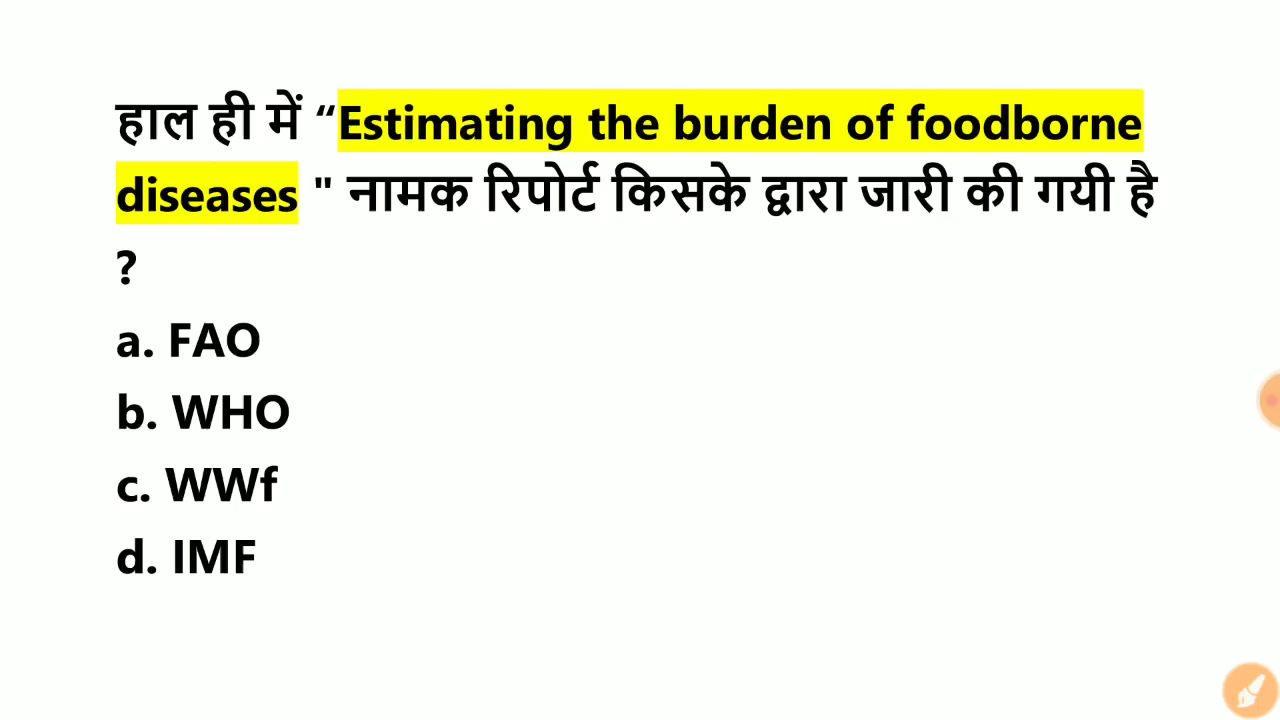 हाल ही में “Estimating the burden of foodborne
diseases " नामक रिपोर्ट किसके द्वारा जारी की गयी है
?
a. FAO
b. WHO
c. WWf
d. IMF